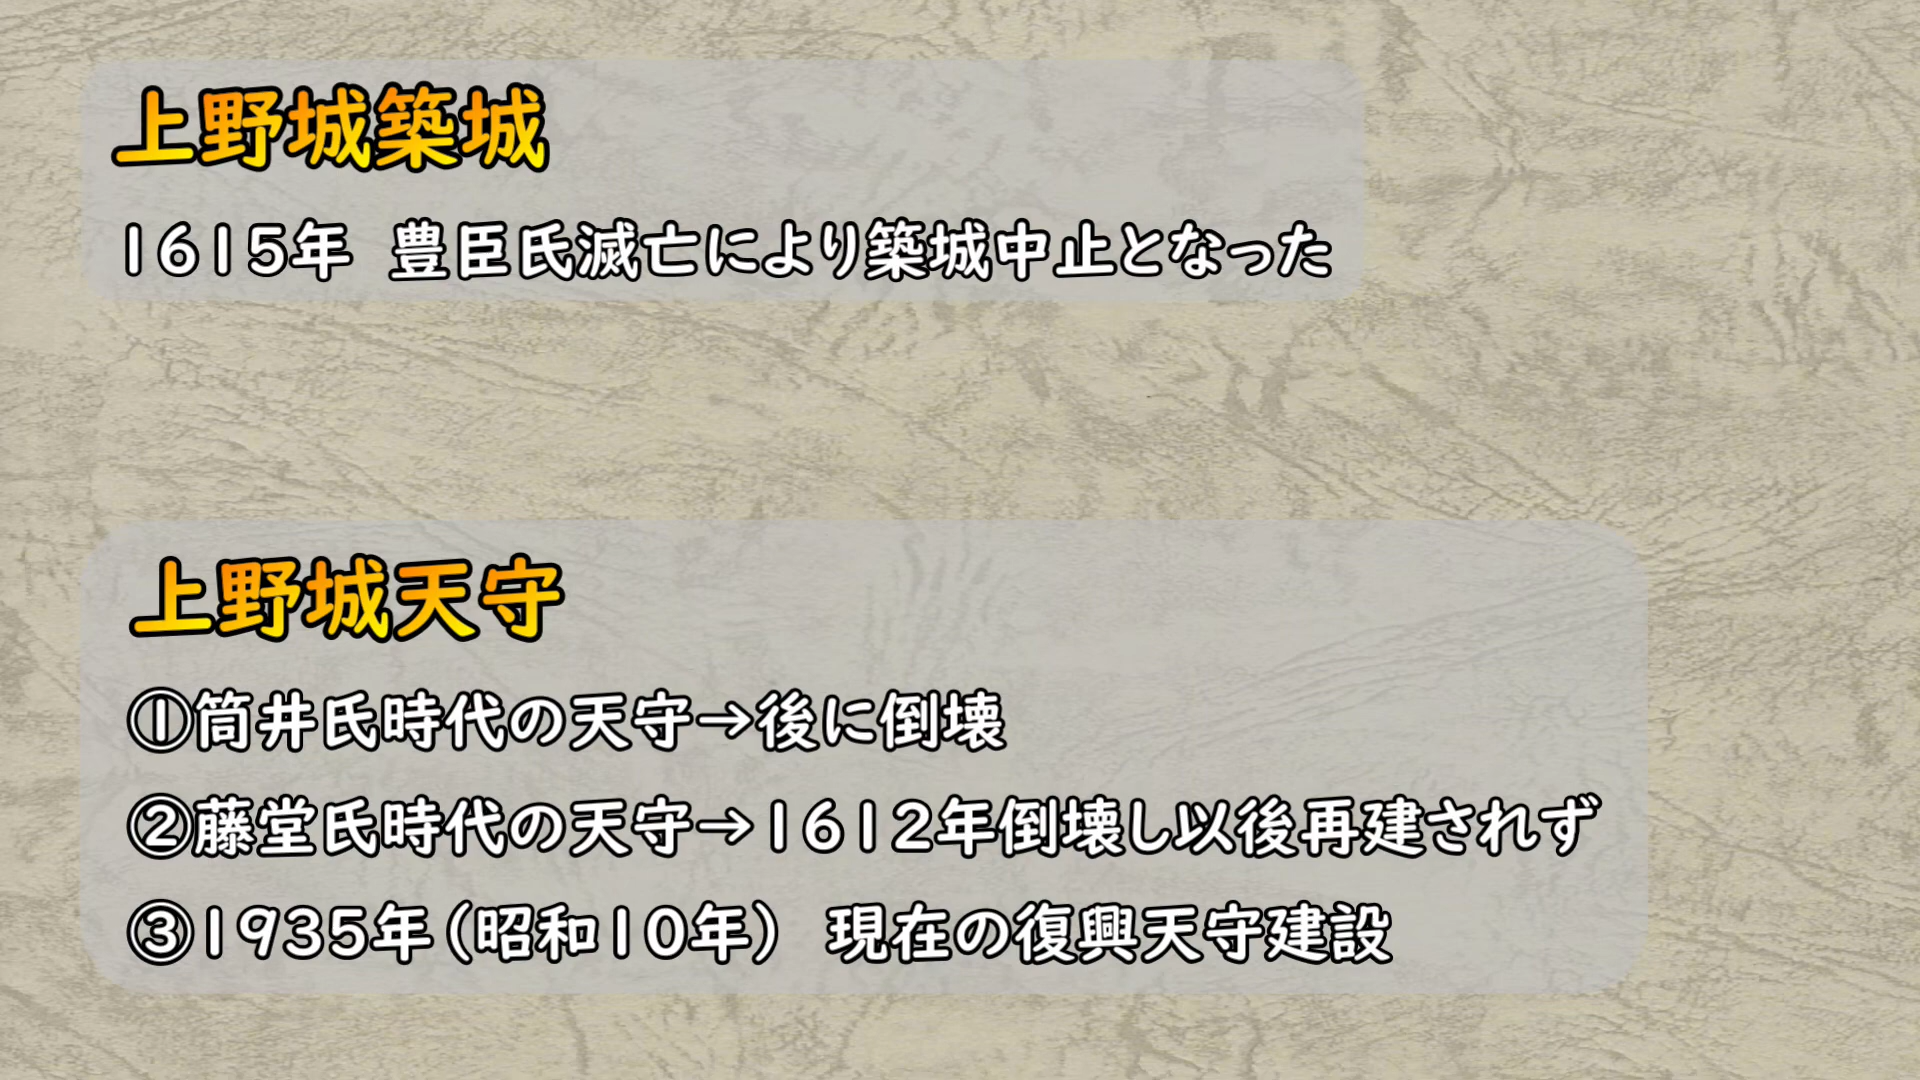 上野城築城
1615年 豊臣氏滅亡により築城中止となった
上野城天守
①筒井氏時代の天守→後に倒壊
②藤堂氏時代の天守→1612年倒壊し以後再建されず
③1935年(昭和10年) 現在の復興天守建設